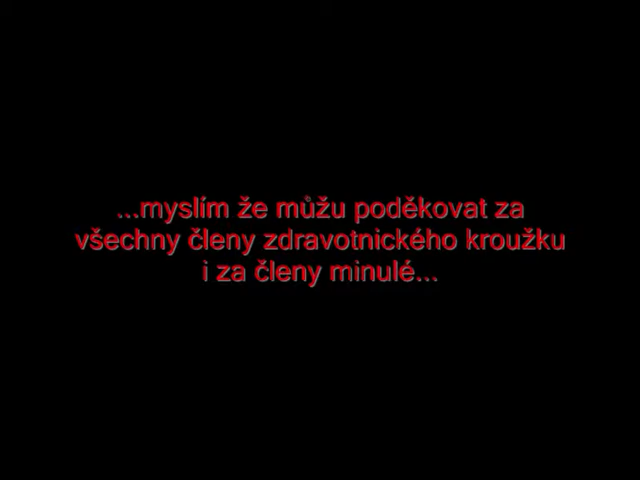 ...myslím že můžu poděkovat za
všechny členy zdravotnického kroužku
i za členy minulé...